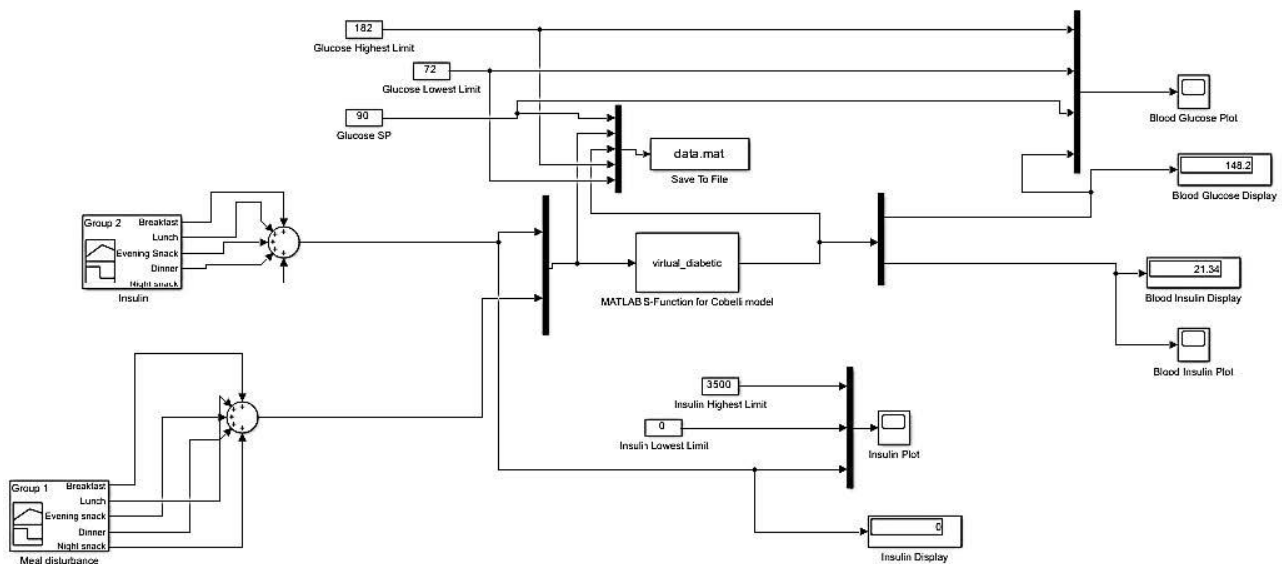 182
Glucose Highest Limit
72
Glucose Lowest Limit
90
Glucose SP
data.mat
Save To File
Blood Glucose Plot
148.2
Blood Glucose Display
Group 2
Breakfast
Lunch
Evening Snack
Dinner
Night snack
Insulin
virtual_diabetic
MATLAB S-Function for Cobelli model
21.34
Blood Insulin Display
Blood Insulin Plot
3500
Insulin Highest Limit
0
Insulin Lowest Limit
Insulin Plot
Group 1
Breakfast
Lunch
Evening snack
Dinner
Night snack
Meal disturbance
0
Insulin Display